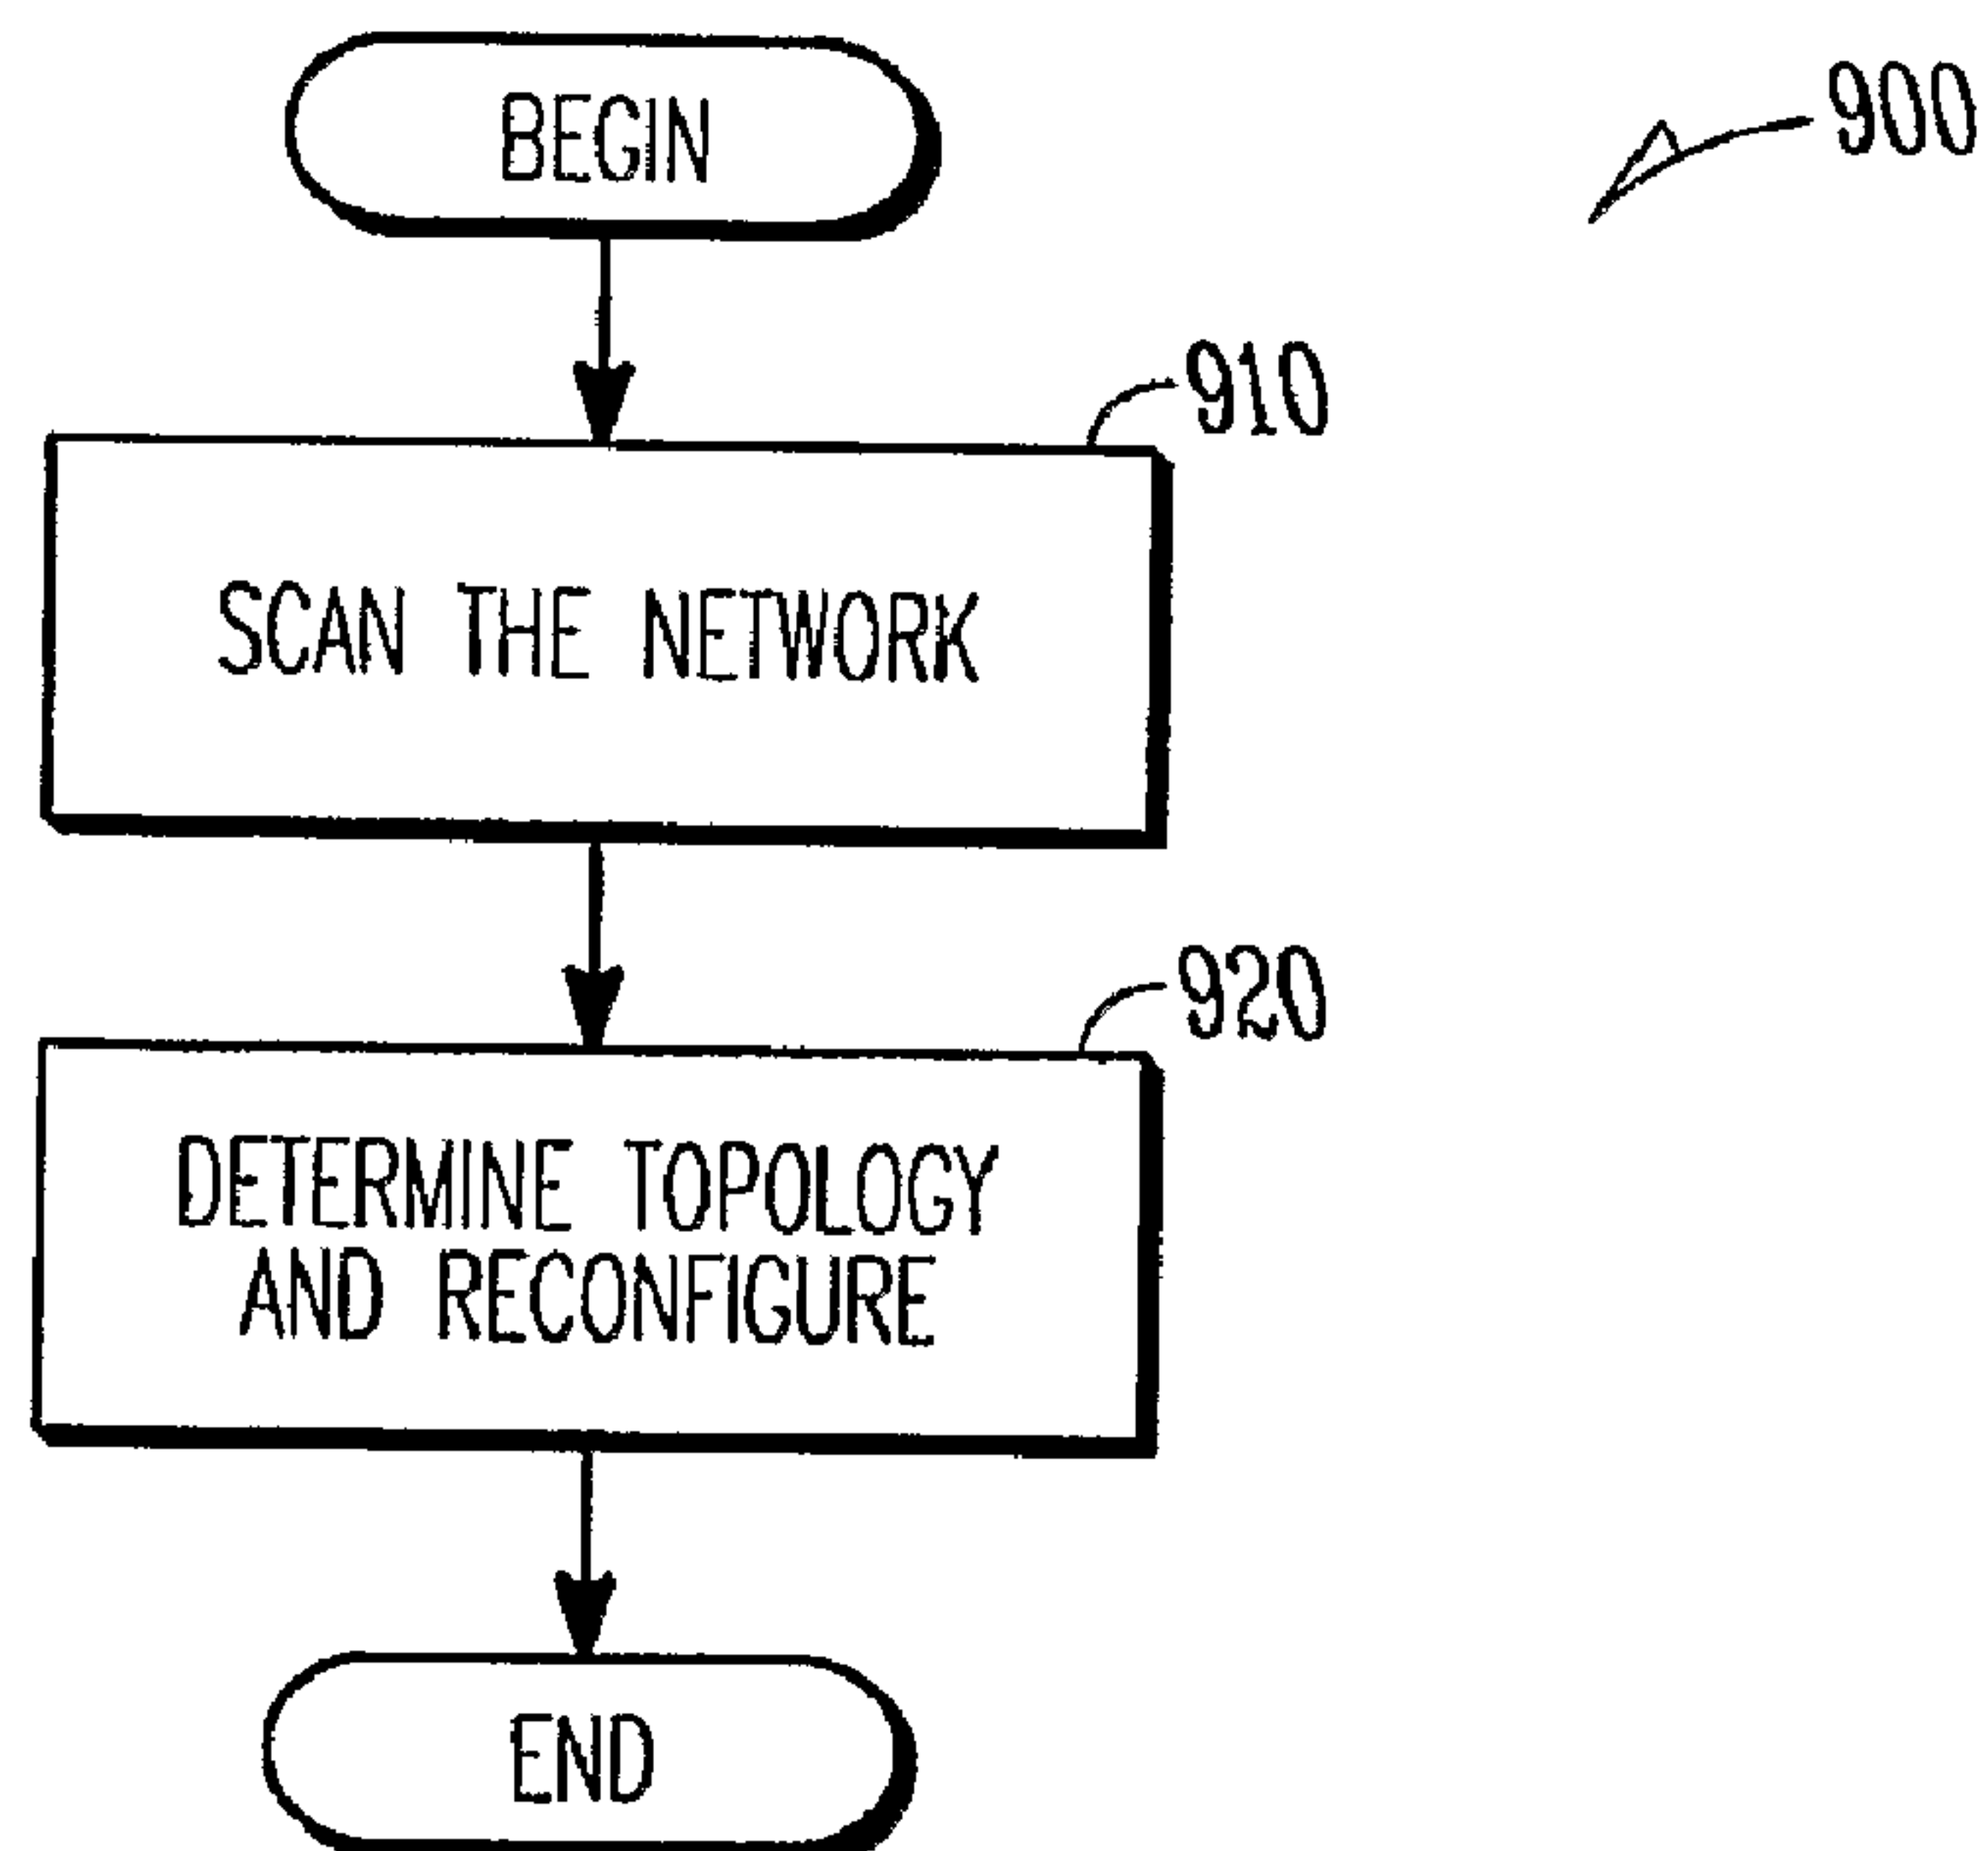 BEGIN
900
910
SCAN THE NETWORK
920
DETERMINE TOPOLOGY
AND RECONFIGURE
END